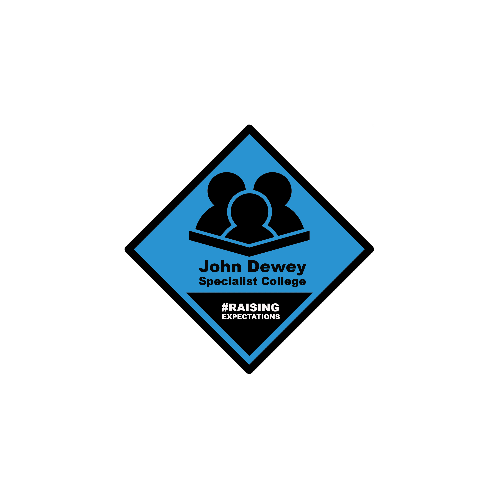 John Dewey
Specialist College
#RAISING
EXPECTATIONS